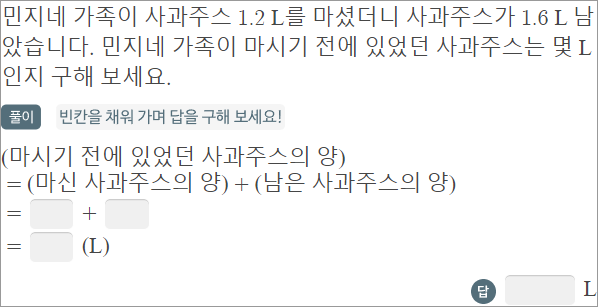 민지네 가족이 사과주스 1.2 L를 마셨더니 사과주스가 1.6 L 남
았습니다. 민지네 가족이 마시기 전에 있었던 사과주스는 몇 L
인지 구해 보세요.
풀이 빈칸을 채워 가며 답을 구해 보세요!
(마시기 전에 있었던 사과주스의 양)
= (마신 사과주스의 양) + (남은 사과주스의 양)
= +
= (L)
답 L